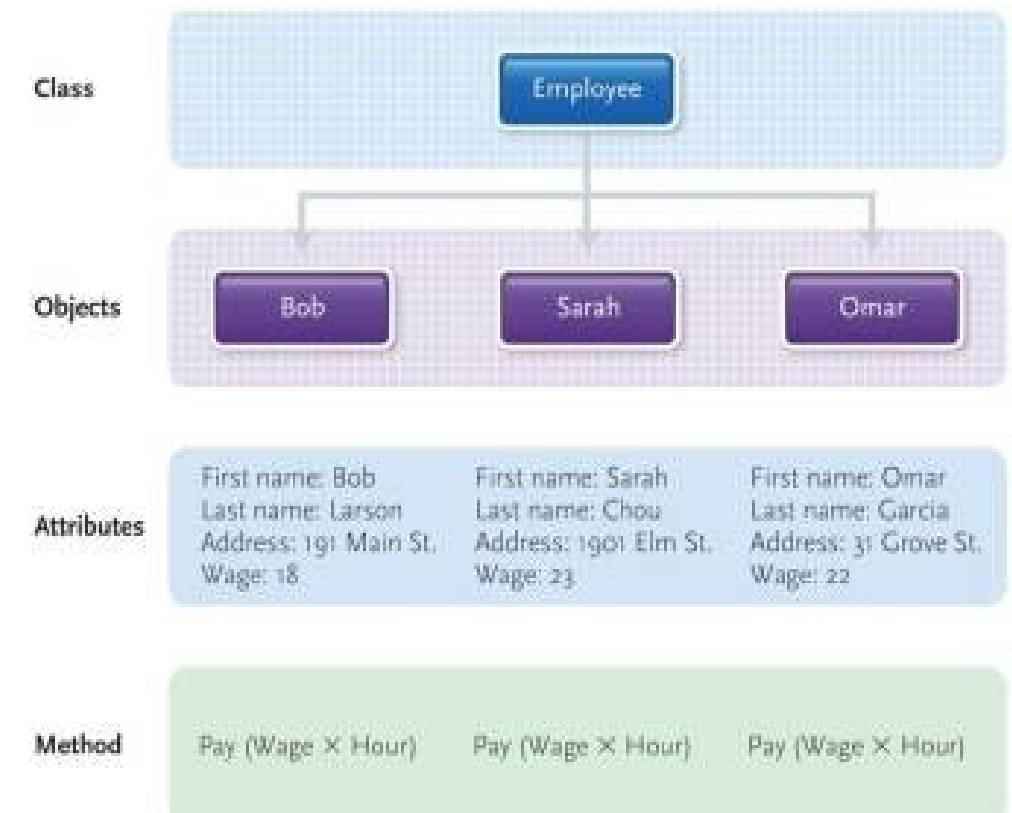 Class
Employee
Objects
Bob Sarah Omar
Attributes
First name: Bob
Last name: Larson
Address: 191 Main St.
Wage: 18
First name: Sarah
Last name: Chou
Address: 1901 Elm St.
Wage: 23
First name: Omar
Last name: Garcia
Address: 31 Grove St.
Wage: 22
Method
Pay (Wage × Hour) Pay (Wage × Hour) Pay (Wage × Hour)